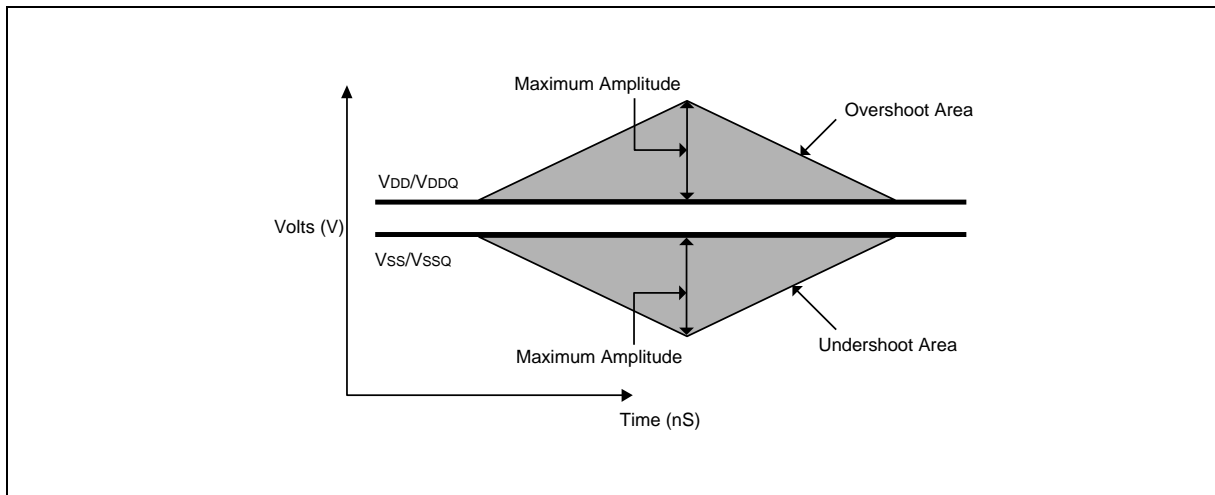 Maximum Amplitude
Overshoot Area
VDD/VDDQ
Volts (V)
VSS/VSSQ
Maximum Amplitude
Undershoot Area
Time (nS)